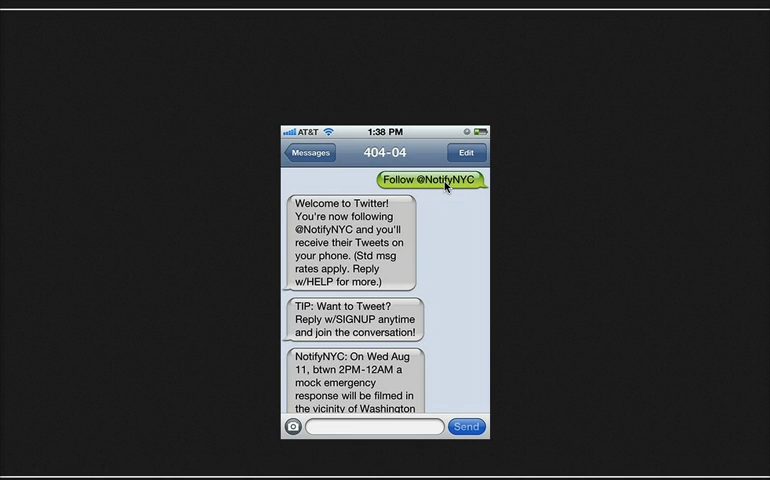 AT&T 1:38 PM
Messages 404-04 Edit
Follow @NotifyNYC
Welcome to Twitter!
You're now following
@NotifyNYC and you'll
receive their Tweets on
your phone. (Std msg
rates apply. Reply
w/HELP for more.)
TIP: Want to Tweet?
Reply w/SIGNUP anytime
and join the conversation!
NotifyNYC: On Wed Aug
11, btwn 2PM-12AM a
mock emergency
response will be filmed in
the vicinity of Washington
Send